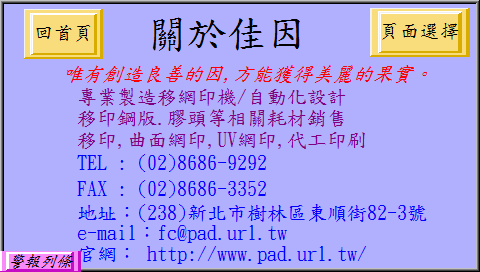 回首頁
關於佳因
頁面選擇
唯有創造良善的因,方能獲得美麗的果實。
專業製造移網印機/自動化設計
移印鋼版.膠頭等相關耗材銷售
移印,曲面網印,UV網印,代工印刷
TEL : (02)8686-9292
FAX : (02)8686-3352
地址:(238)新北市樹林區東順街82-3號
e-mail:fc@pad.url.tw
官網: http://www.pad.url.tw/
警報列條